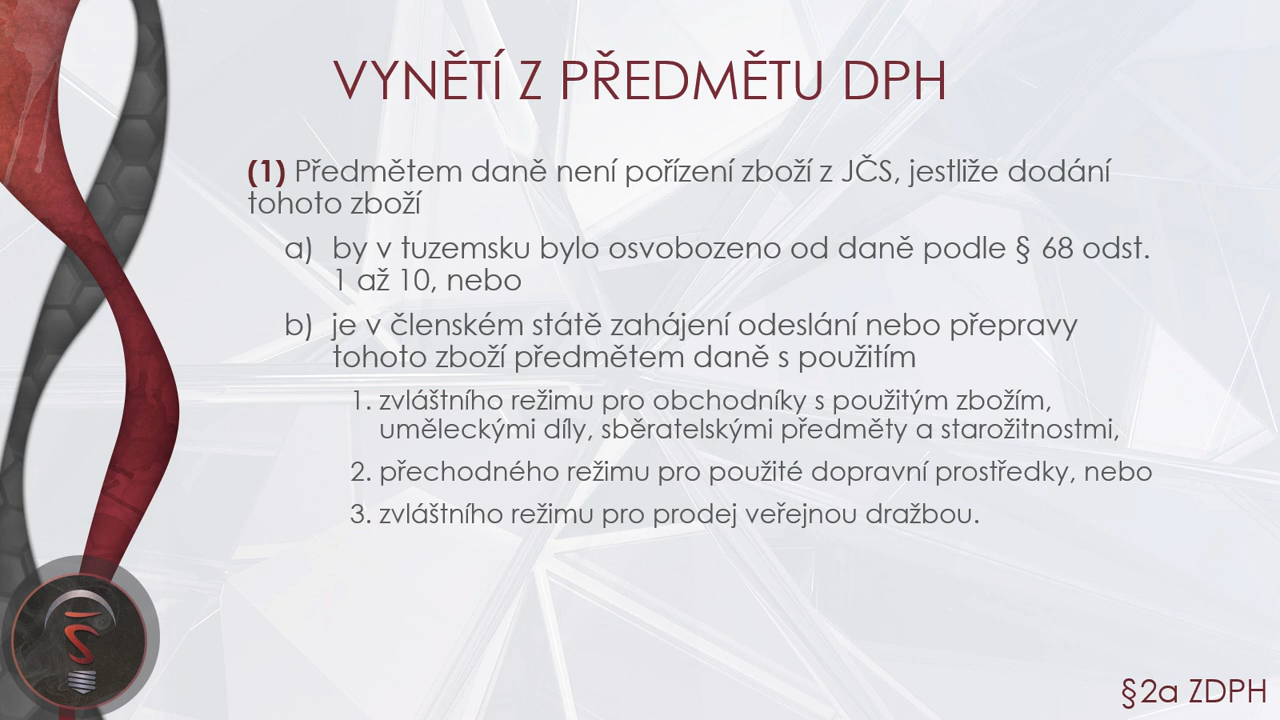 VYNĚTÍ Z PŘEDMĚTU DPH
(1) Předmětem daně není pořízení zboží z JČS, jestliže dodání
tohoto zboží
a) by v tuzemsku bylo osvobozeno od daně podle § 68 odst.
1 až 10, nebo
b) je v členském státě zahájení odeslání nebo přepravy
tohoto zboží předmětem daně s použitím
1. zvláštního režimu pro obchodníky s použitým zbožím,
uměleckými díly, sběratelskými předměty a starožitnostmi,
2. přechodného režimu pro použité dopravní prostředky, nebo
3. zvláštního režimu pro prodej veřejnou dražbou.
§2a ZDPH